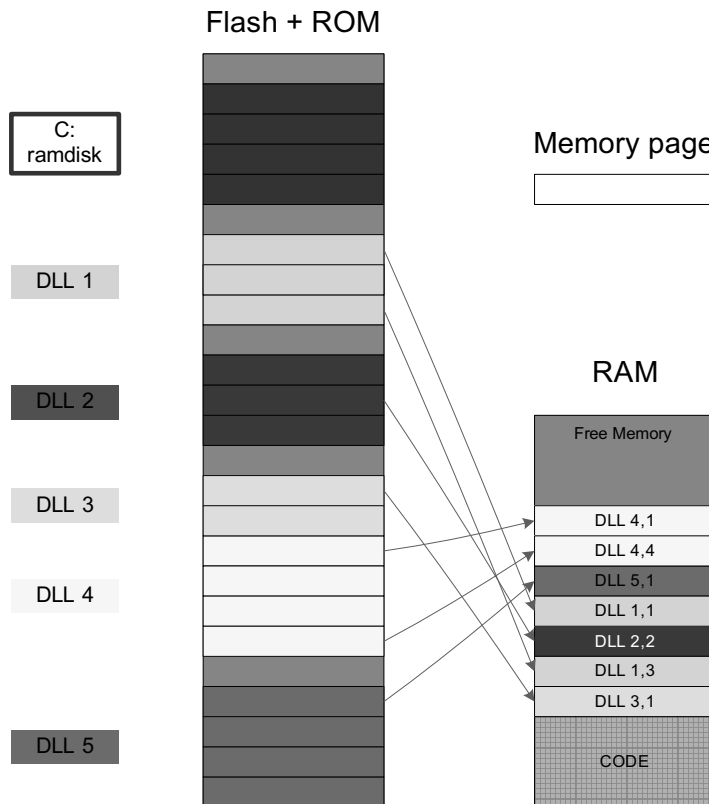 Flash + ROM
C:
ramdisk
Memory page
DLL 1
RAM
DLL 2
Free Memory
DLL 3
DLL 4,1
DLL 4,4
DLL 4
DLL 5,1
DLL 1,1
DLL 2,2
DLL 1,3
DLL 3,1
DLL 5
CODE